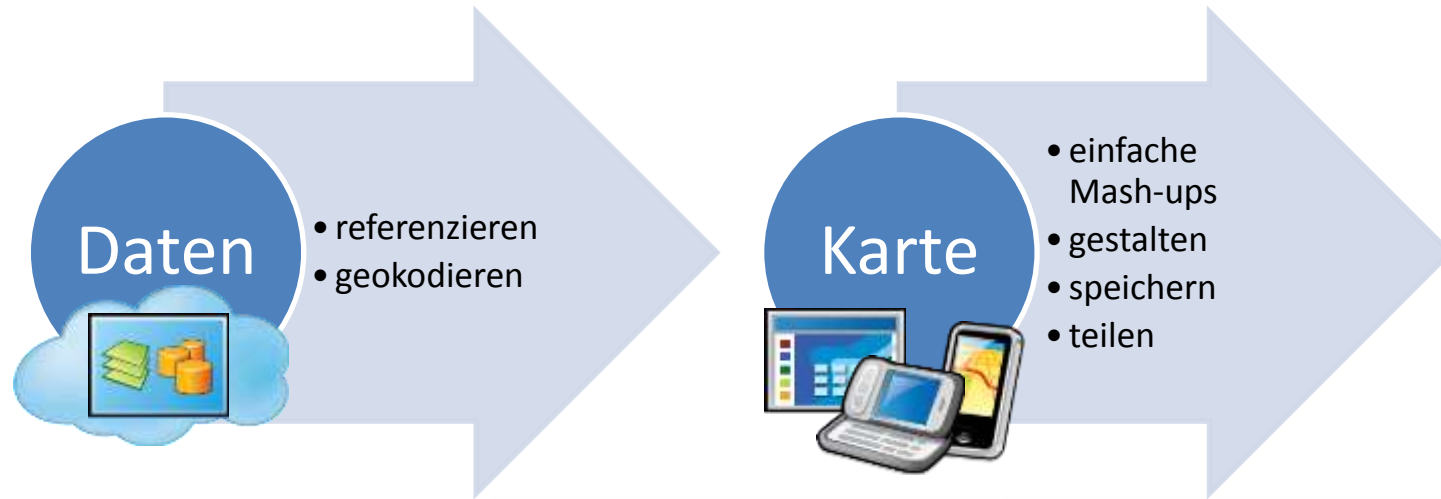 Daten
• referenzieren
• geokodieren
Karte
• einfache
Mash-ups
• gestalten
• speichern
• teilen